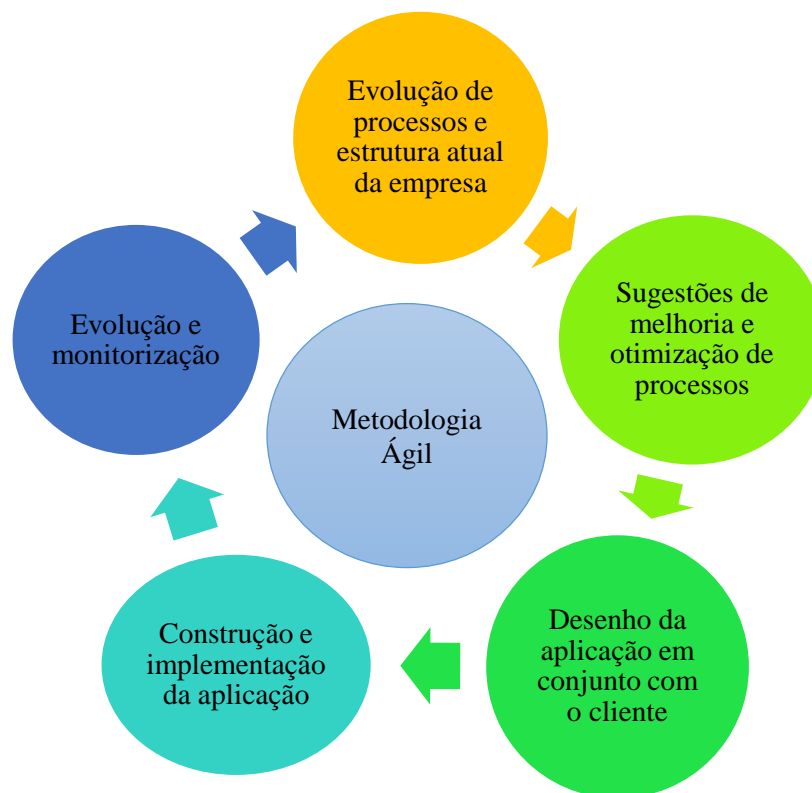 Evolução de
processos e
estrutura atual
da empresa
Sugestões de
melhoria e
otimização de
processos
Desenho da
aplicação em
conjunto com
o cliente
Construção e
implementação
da aplicação
Evolução e
monitorização
Metodologia
Ágil